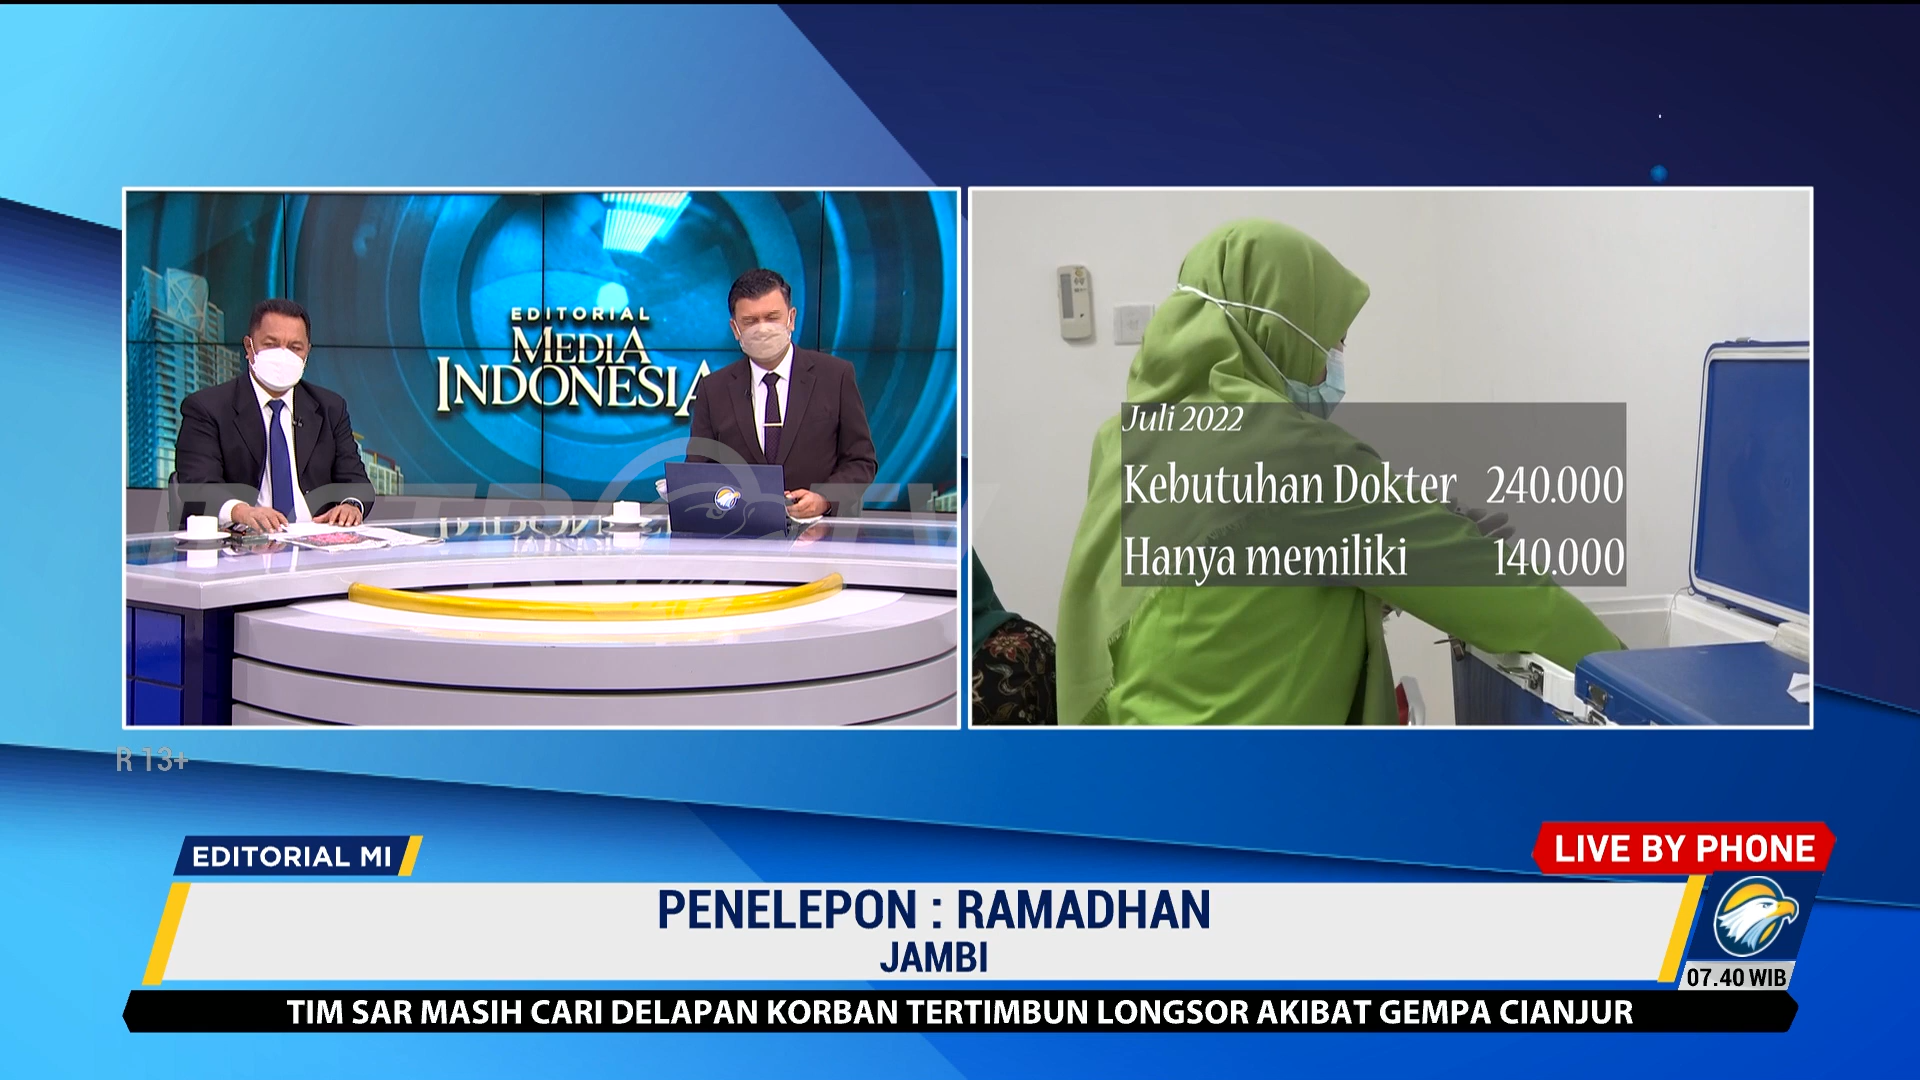 EDITORIAL
MEDIA
INDONESIA
Juli 2022
Kebutuhan Dokter 240.000
Hanya memiliki 140.000
R 13+
EDITORIAL MI
LIVE BY PHONE
PENELEPON : RAMADHAN
JAMBI
07.40 WIB
TIM SAR MASIH CARI DELAPAN KORBAN TERTIMBUN LONGSOR AKIBAT GEMPA CIANJUR